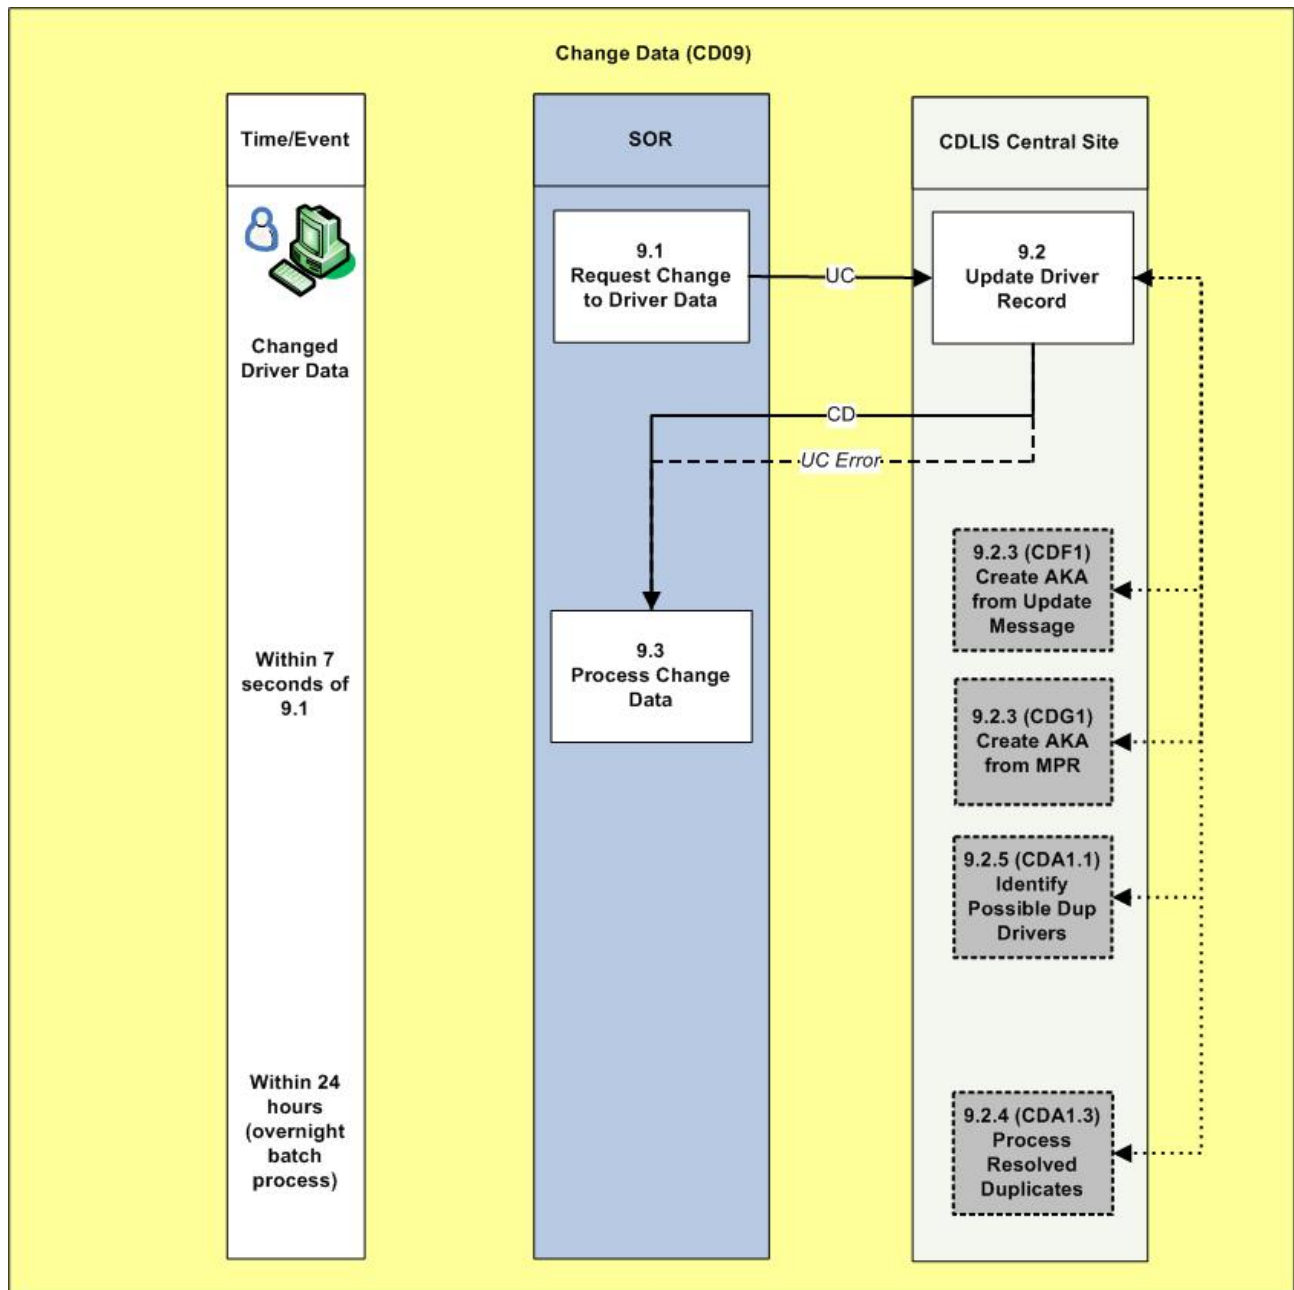 Change Data (CD09)
Time/Event
SOR
CDLIS Central Site
9.1
Request Change
to Driver Data
UC
9.2
Update Driver
Record
Changed
Driver Data
CD
UC Error
9.2.3 (CDF1)
Create AKA
from Update
Message
Within 7
seconds of
9.1
9.3
Process Change
Data
9.2.3 (CDG1)
Create AKA
from MPR
9.2.5 (CDA1.1)
Identify
Possible Dup
Drivers
Within 24
hours
(overnight
batch
process)
9.2.4 (CDA1.3)
Process
Resolved
Duplicates